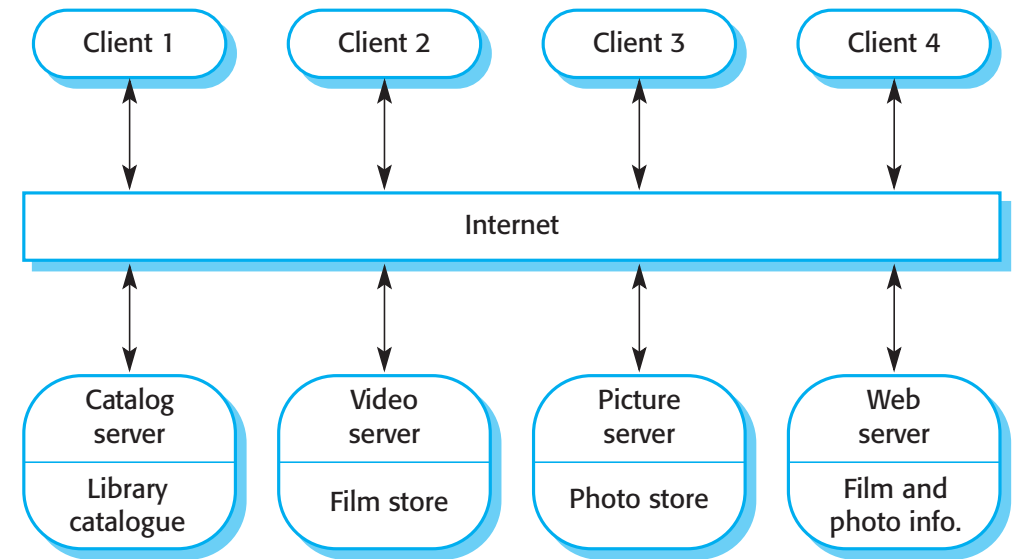 Client 1
Client 2
Client 3
Client 4
Internet
Catalog
server
Library
catalogue
Video
server
Film store
Picture
server
Photo store
Web
server
Film and
photo info.